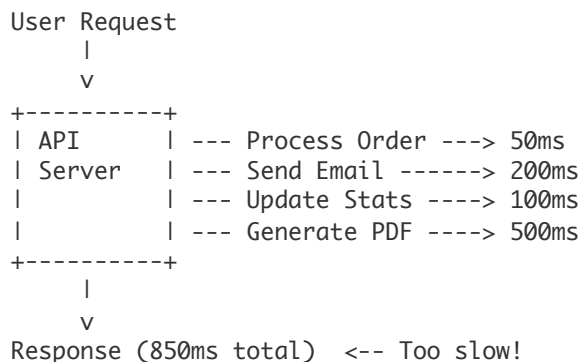 User Request
     |
     v
+----------+
| API      | --- Process Order ---> 50ms
| Server   | --- Send Email ------> 200ms
|          | --- Update Stats ----> 100ms
|          | --- Generate PDF ----> 500ms
+----------+
     |
     v
Response (850ms total)  <-- Too slow!